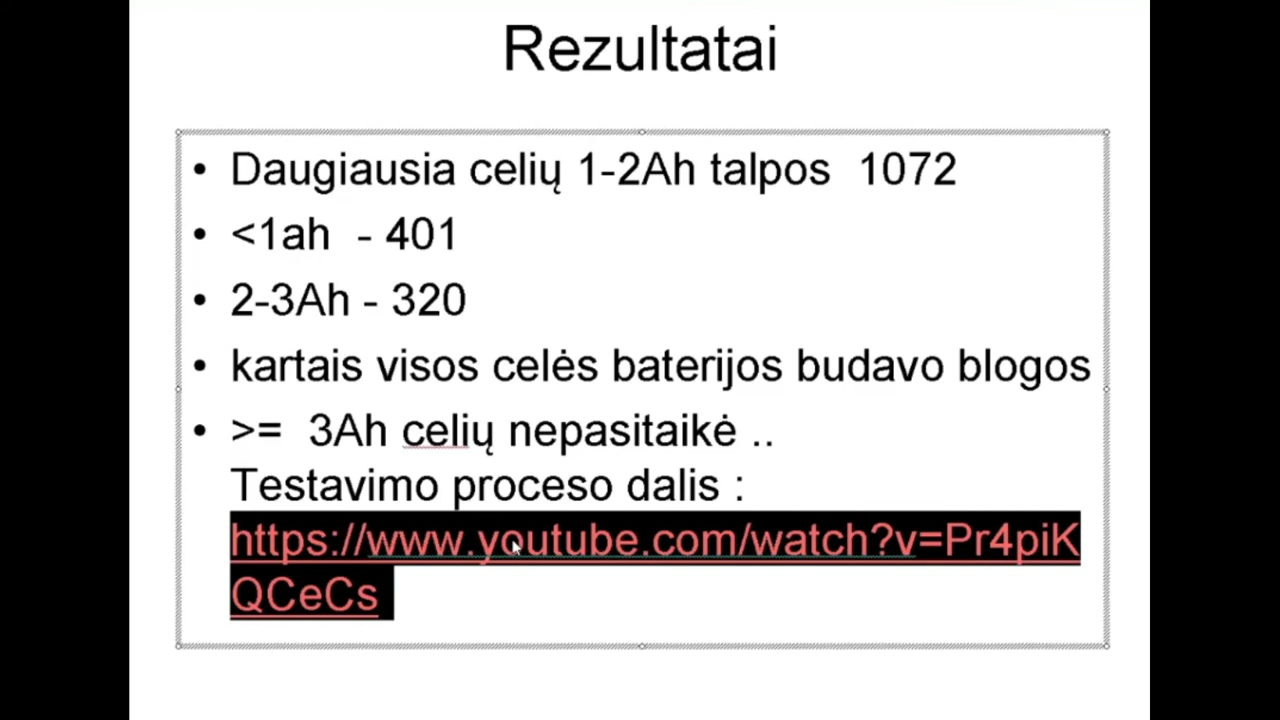 Rezultatai
• Daugiausia celių 1-2Ah talpos 1072
• <1ah - 401
• 2-3Ah - 320
• kartais visos celės baterijos budavo blogos
• >= 3Ah celių nepasitaikė ..
Testavimo proceso dalis :
https://www.youtube.com/watch?v=Pr4piK
QCeCs